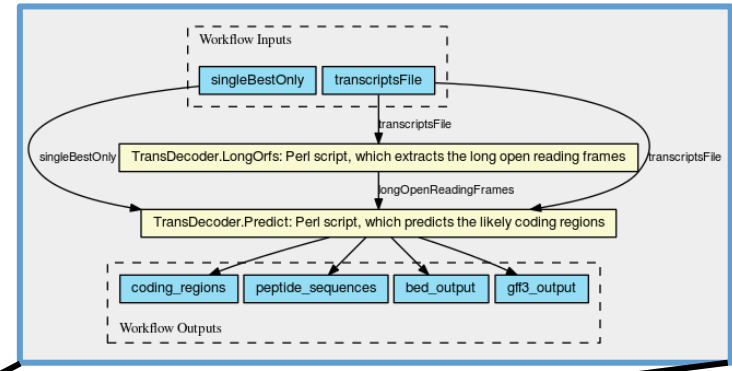 Workflow Inputs
singleBestOnly
transcriptsFile
transcriptsFile
singleBestOnly
TransDecoder.LongOrfs: Perl script, which extracts the long open reading frames
transcriptsFile
longOpenReadingFrames
TransDecoder.Predict: Perl script, which predicts the likely coding regions
coding_regions
peptide_sequences
bed_output
gff3_output
Workflow Outputs